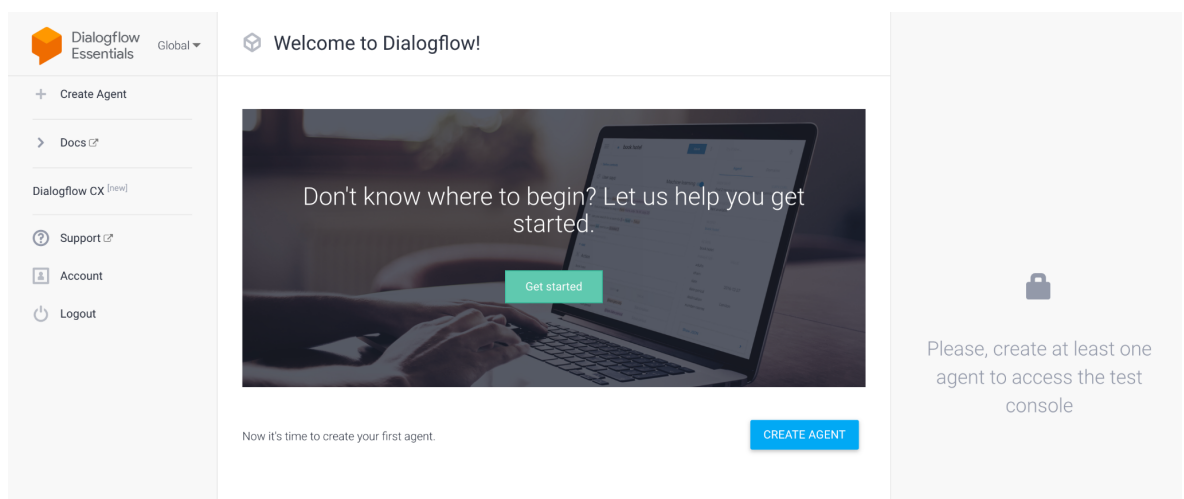 Dialogflow
Essentials
Global
Create Agent
Docs
Dialogflow CX [new]
Support
Account
Logout
Welcome to Dialogflow!
Don't know where to begin? Let us help you get
started.
Get started
Now it's time to create your first agent.
CREATE AGENT
Please, create at least one
agent to access the test
console